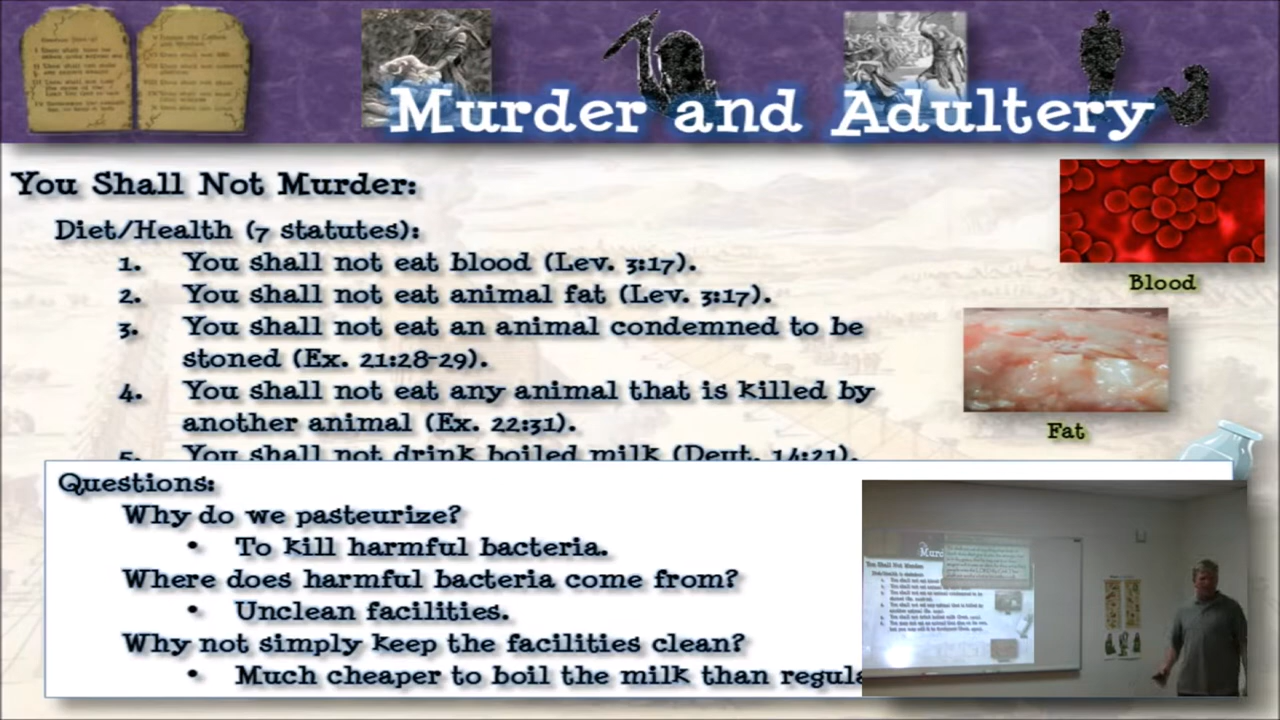 Murder and Adultery
You Shall Not Murder:
Diet/Health (7 statutes):
1. You shall not eat blood (Lev. 3:17).
2. You shall not eat animal fat (Lev. 3:17).
3. You shall not eat an animal condemned to be
stoned (Ex. 21:28-29).
4. You shall not eat any animal that is killed by
another animal (Ex. 22:31).
5. You shall not drink boiled milk (Deut. 14:21).
Blood
Fat
Questions:
Why do we pasteurize?
• To kill harmful bacteria.
Where does harmful bacteria come from?
• Unclean facilities.
Why not simply keep the facilities clean?
• Much cheaper to boil the milk than regula
You Shall Not Murder